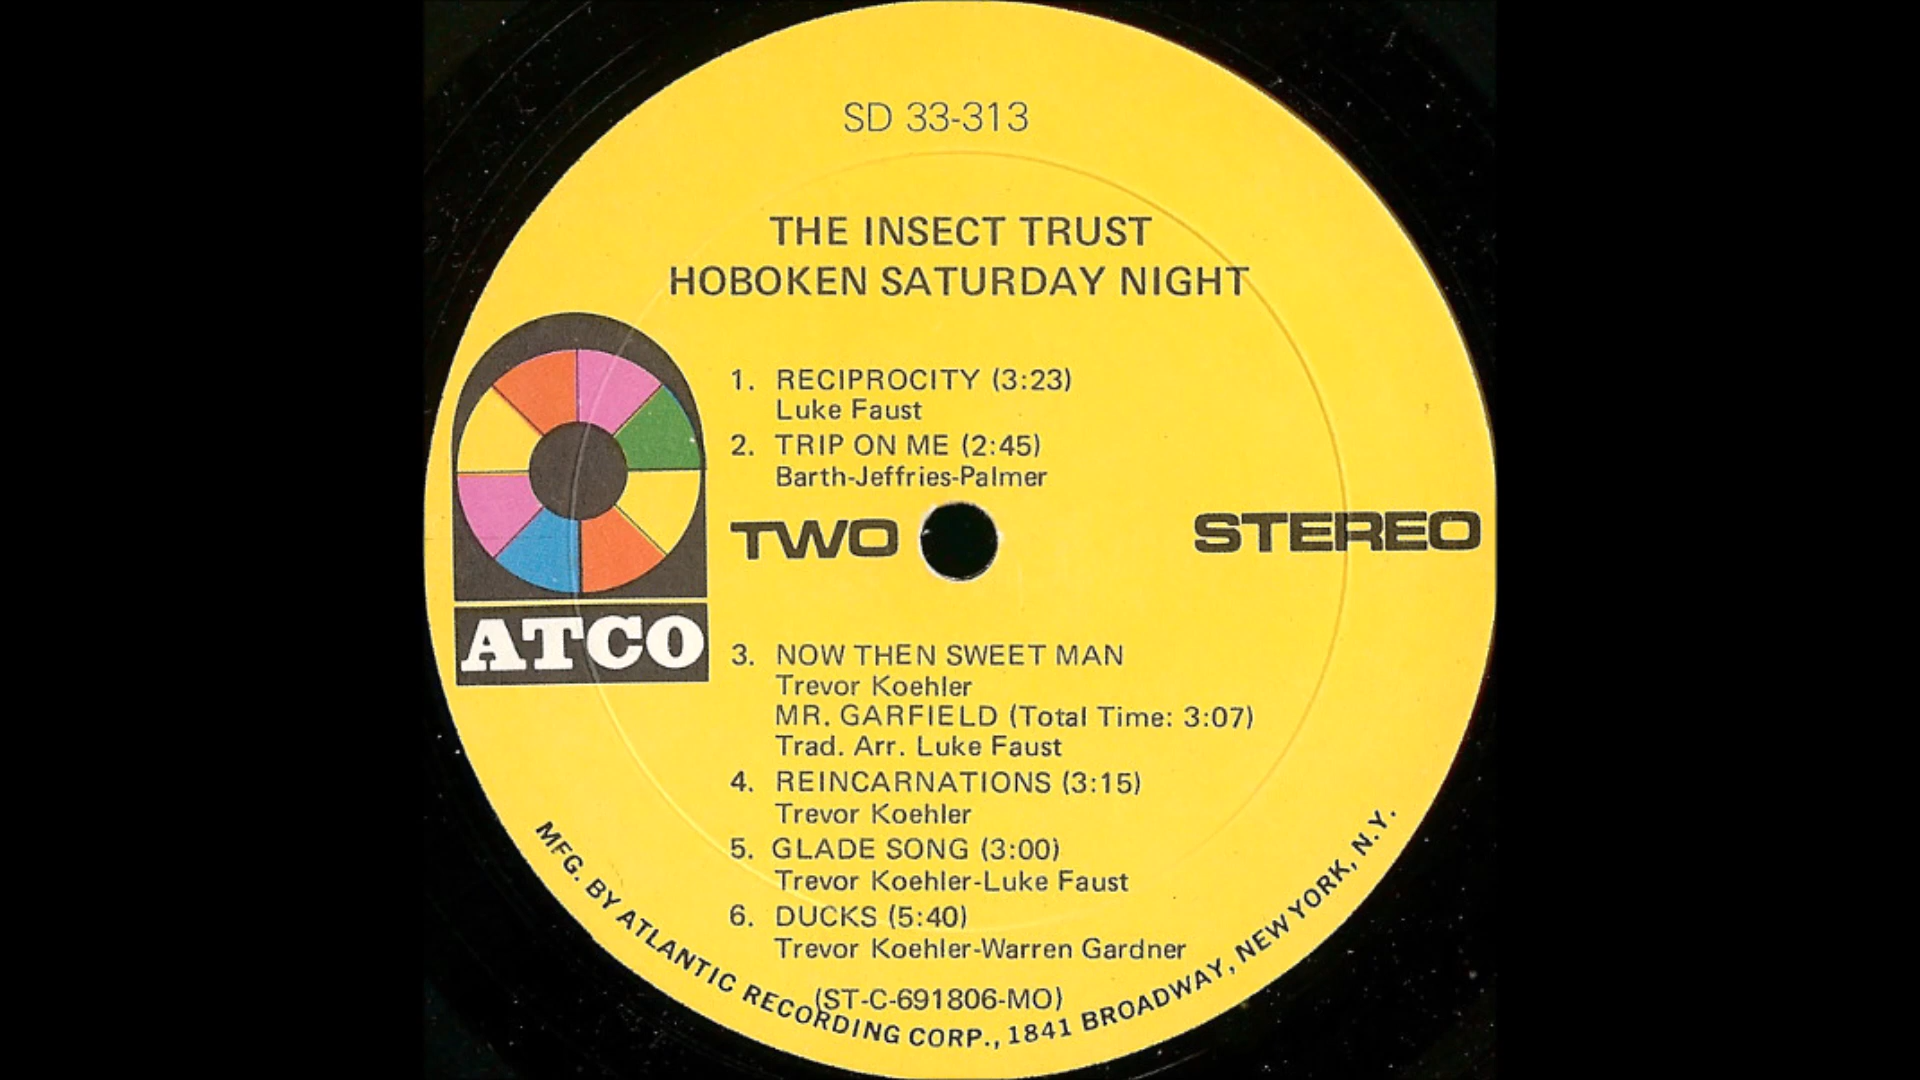 SD 33-313
THE INSECT TRUST
HOBOKEN SATURDAY NIGHT
1. RECIPROCITY (3:23)
Luke Faust
2. TRIP ON ME (2:45)
Barth-Jeffries-Palmer
TWO
STEREO
ATCO
3. NOW THEN SWEET MAN
Trevor Koehler
MR. GARFIELD (Total Time: 3:07)
Trad. Arr. Luke Faust
4. REINCARNATIONS (3:15)
Trevor Koehler
5. GLADE SONG (3:00)
Trevor Koehler-Luke Faust
6. DUCKS (5:40)
Trevor Koehler-Warren Gardner
(ST-C-691806-MO)
MFG. BY ATLANTIC RECORDING CORP., 1841 BROADWAY, NEW YORK, N.Y.